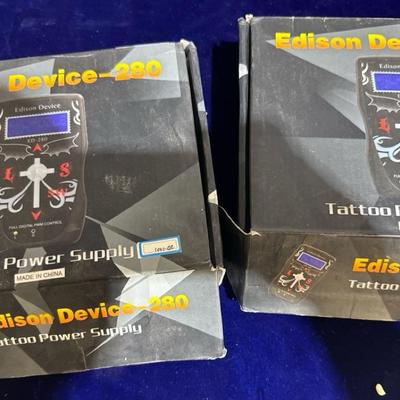 Device-280
Edison Device
ED-280
L S
FULL DIGITAL PWM CONTROL
Power Supply
MADE IN CHINA
Edison Device-280
Tattoo Power Supply
Edison De
Tattoo P
Edis
Tattoo